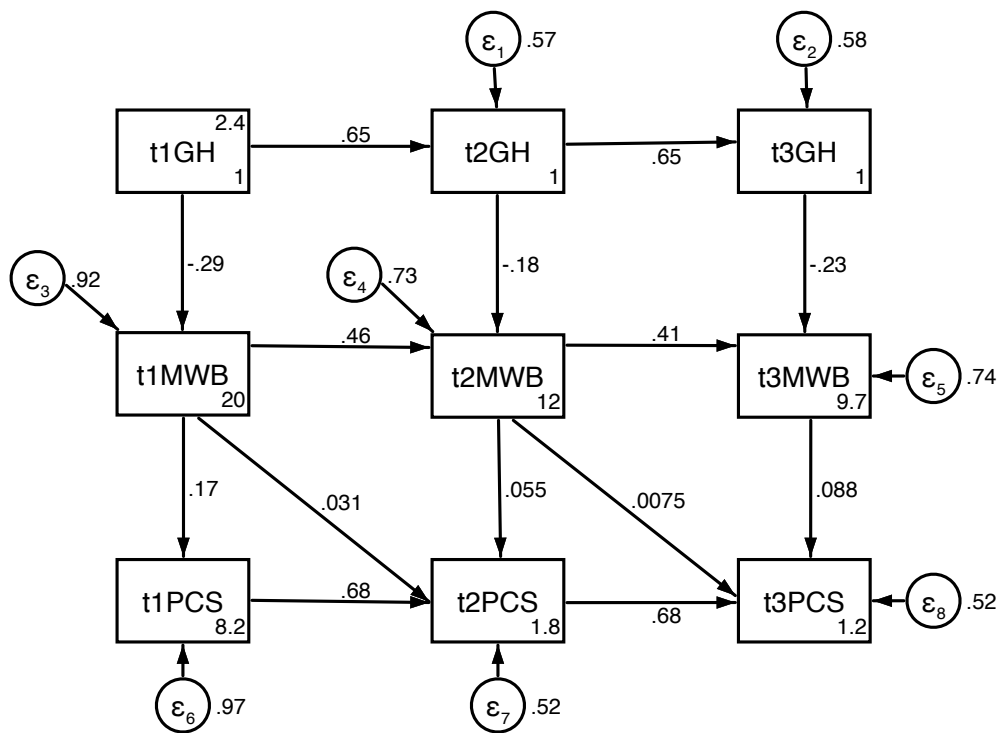 ε₁ .57
ε₂ .58
t1GH 2.4 1
.65
t2GH 1
.65
t3GH 1
-.29
-.18
-.23
ε₃ .92
ε₄ .73
t1MWB 20
.46
t2MWB 12
.41
t3MWB 9.7
ε₅ .74
.17
.031
.055
.0075
.088
t1PCS 8.2
.68
t2PCS 1.8
.68
t3PCS 1.2
ε₈ .52
ε₆ .97
ε₇ .52